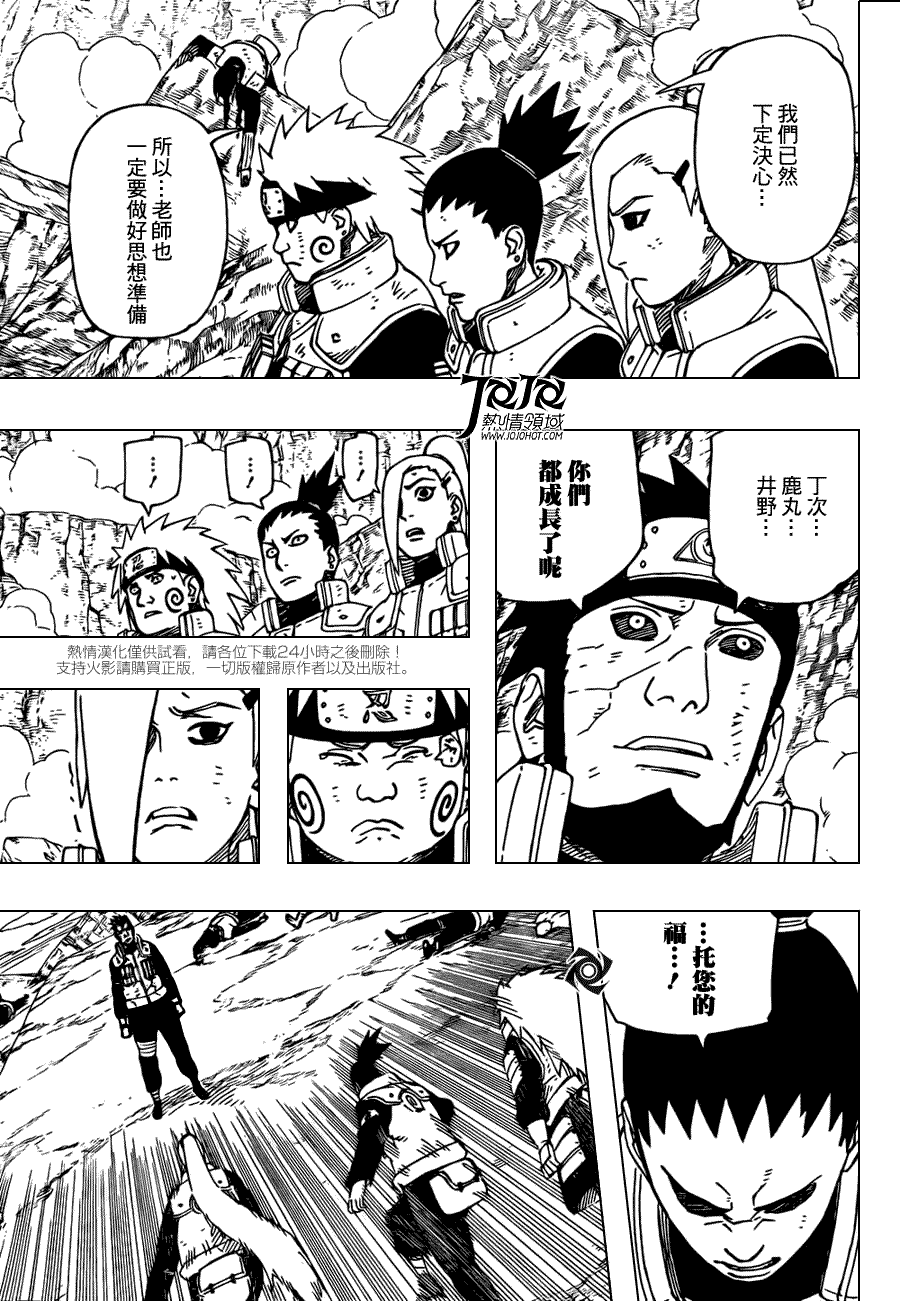 我們已然
下定決心…
所以…老師也
一定要做好思想準備
JOJO
熱情領域
WWW.JOJOHOT.COM
丁次…
鹿丸…
井野…
你們
都成長了呢
…!
…!
…!
熱情漢化僅供試看，請各位下載24小時之後刪除！
支持火影請購買正版，一切版權歸原作者以及出版社。
…托您的
福…!